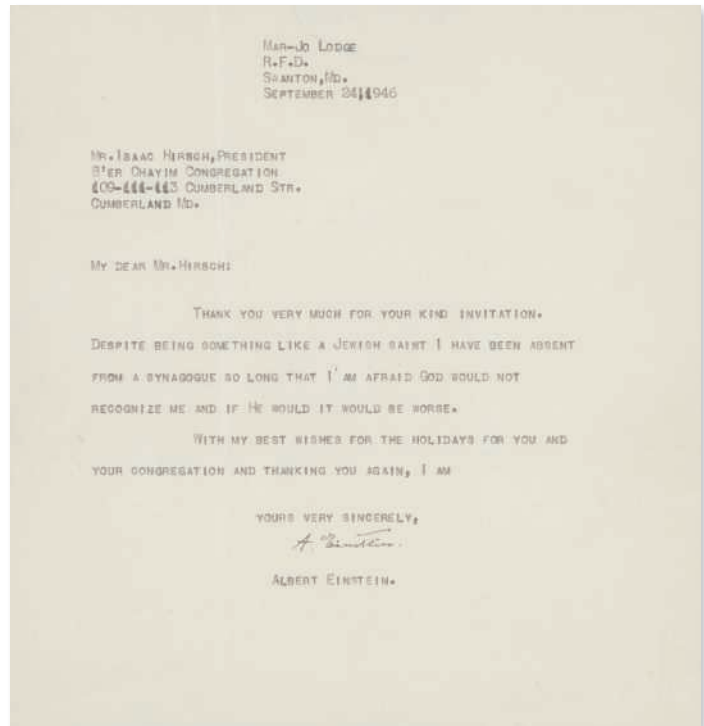 MAR-JO LODGE
R.F.D.
SWANTON,MD.
SEPTEMBER 24,1946
MR.ISAAC HIRSCH,PRESIDENT
B'ER CHAYIM CONGREGATION
109-111-113 CUMBERLAND STR.
CUMBERLAND MD.
MY DEAR MR.HIRSCH:
THANK YOU VERY MUCH FOR YOUR KIND INVITATION.
DESPITE BEING SOMETHING LIKE A JEWISH SAINT I HAVE BEEN ABSENT
FROM A SYNAGOGUE SO LONG THAT I'AM AFRAID GOD WOULD NOT
RECOGNIZE ME AND IF HE WOULD IT WOULD BE WORSE.
WITH MY BEST WISHES FOR THE HOLIDAYS FOR YOU AND
YOUR CONGREGATION AND THANKING YOU AGAIN, I AM
YOURS VERY SINCERELY,
A. Einstein.
ALBERT EINSTEIN.